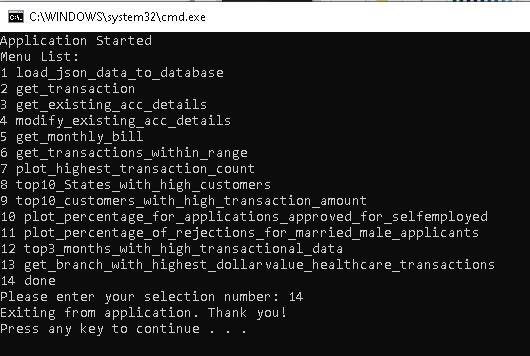 C:\WINDOWS\system32\cmd.exe
Application Started
Menu List:
1 load_json_data_to_database
2 get_transaction
3 get_existing_acc_details
4 modify_existing_acc_details
5 get_monthly_bill
6 get_transactions_within_range
7 plot_highest_transaction_count
8 top10_States_with_high_customers
9 top10_customers_with_high_transaction_amount
10 plot_percentage_for_applications_approved_for_selfemployed
11 plot_percentage_of_rejections_for_married_male_applicants
12 top3_months_with_high_transactional_data
13 get_branch_with_highest_dollarvalue_healthcare_transactions
14 done
Please enter your selection number: 14
Exiting from application. Thank you!
Press any key to continue . . .